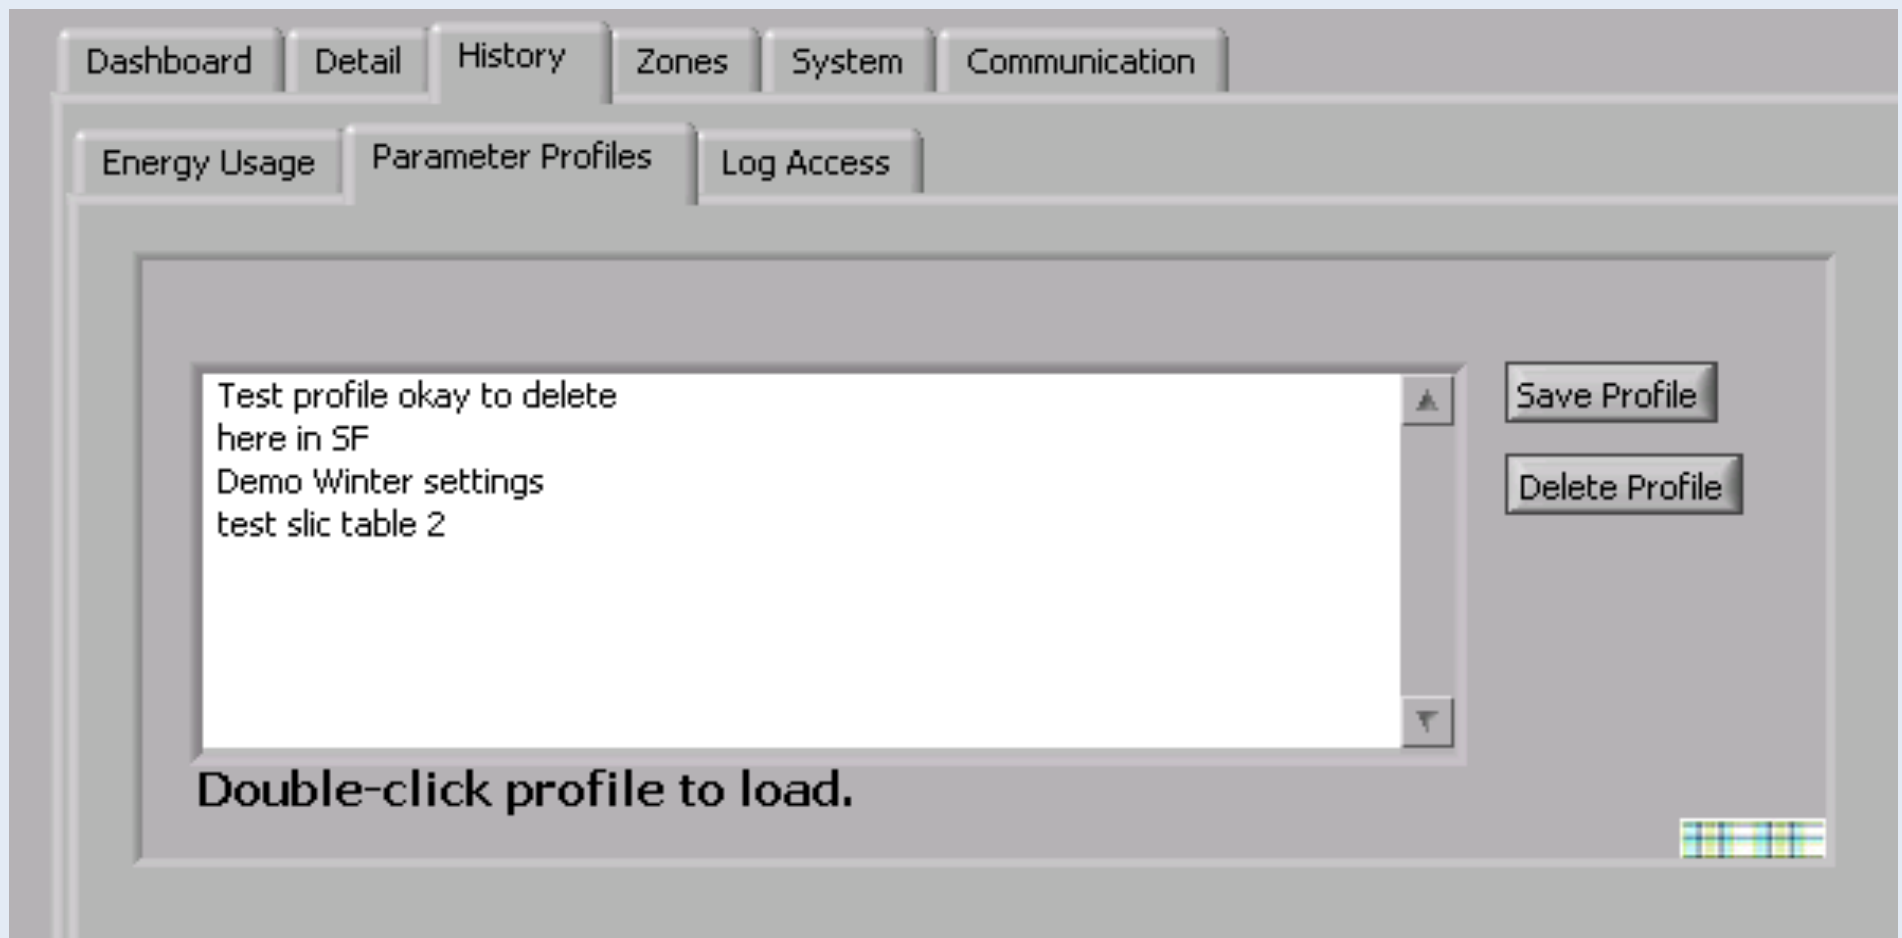 Dashboard Detail History Zones System Communication
Energy Usage Parameter Profiles Log Access
Test profile okay to delete
here in SF
Demo Winter settings
test slic table 2
Save Profile
Delete Profile
Double-click profile to load.